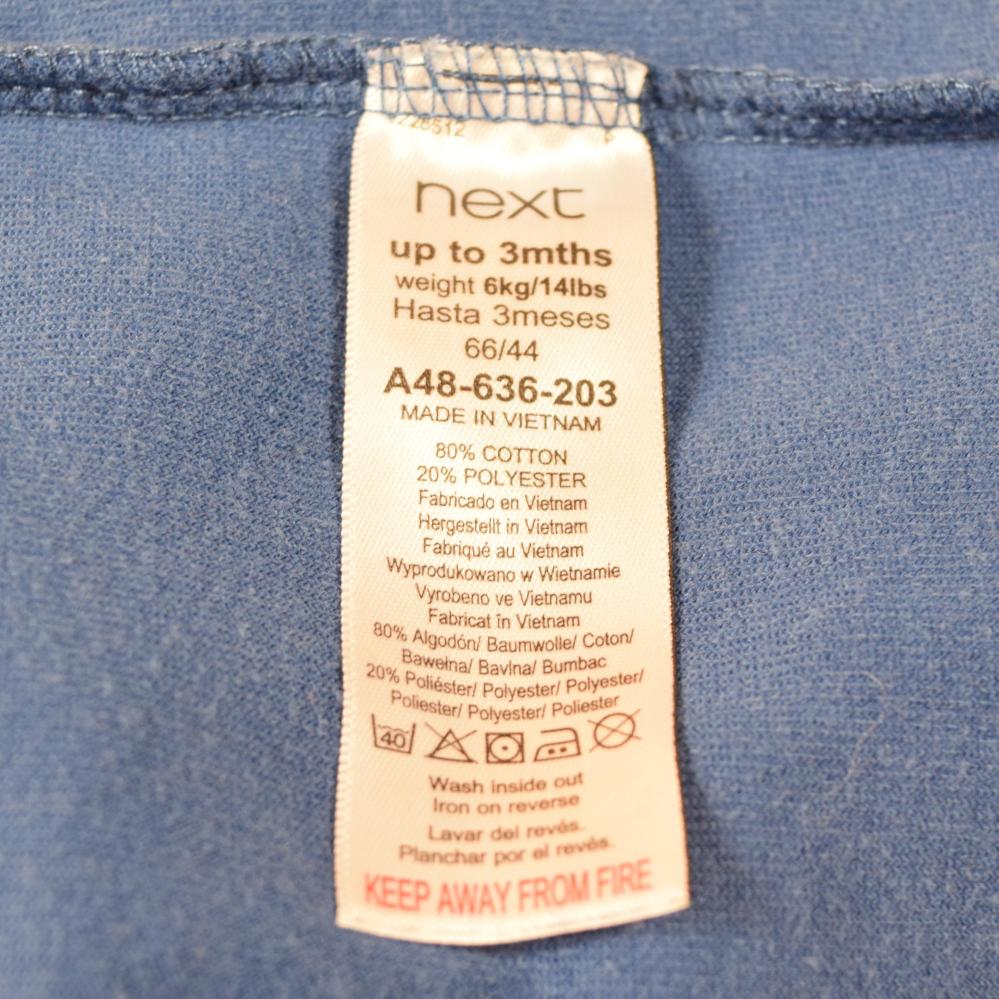 228512
next
up to 3mths
weight 6kg/14lbs
Hasta 3meses
66/44
A48-636-203
MADE IN VIETNAM
80% COTTON
20% POLYESTER
Fabricado en Vietnam
Hergestellt in Vietnam
Fabriqué au Vietnam
Wyprodukowano w Wietnamie
Vyrobeno ve Vietnamu
Fabricat în Vietnam
80% Algodón/ Baumwolle/ Coton/
Bawełna/ Bavlna/ Bumbac
20% Poliéster/ Polyester/ Polyester/
Poliester/ Polyester/ Poliester
40
Wash inside out
Iron on reverse
Lavar del revés.
Planchar por el revés.
KEEP AWAY FROM FIRE